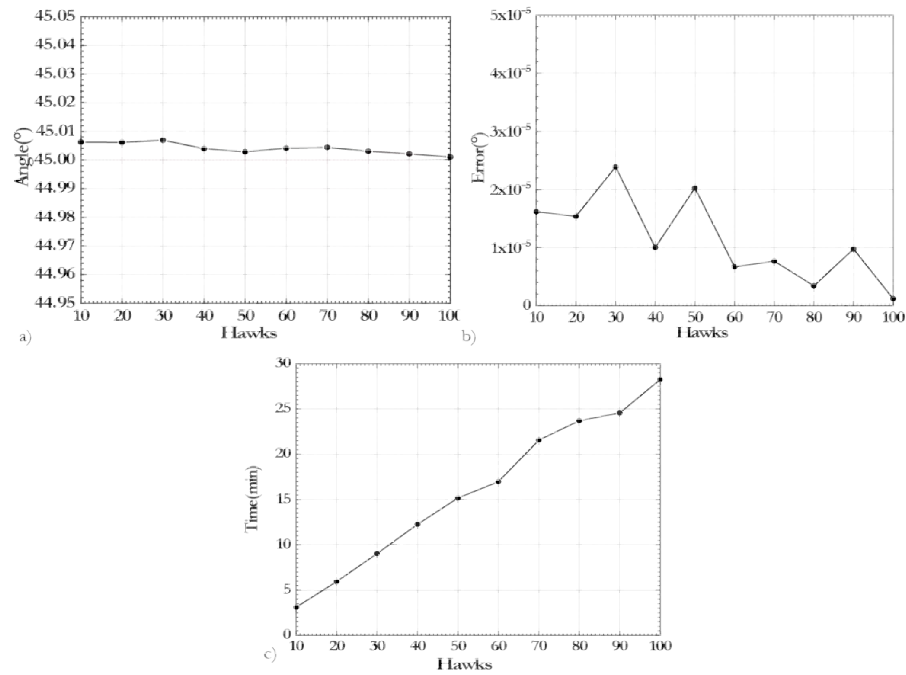 45.05
45.04
45.03
45.02
45.01
45.00
44.99
44.98
44.97
44.96
44.95
Angle(°)
10 20 30 40 50 60 70 80 90 100
Hawks
a)
5x10⁻⁵
4x10⁻⁵
3x10⁻⁵
2x10⁻⁵
1x10⁻⁵
0
Error(°)
10 20 30 40 50 60 70 80 90 100
Hawks
b)
30
25
20
15
10
5
0
Time(min)
10 20 30 40 50 60 70 80 90 100
Hawks
c)